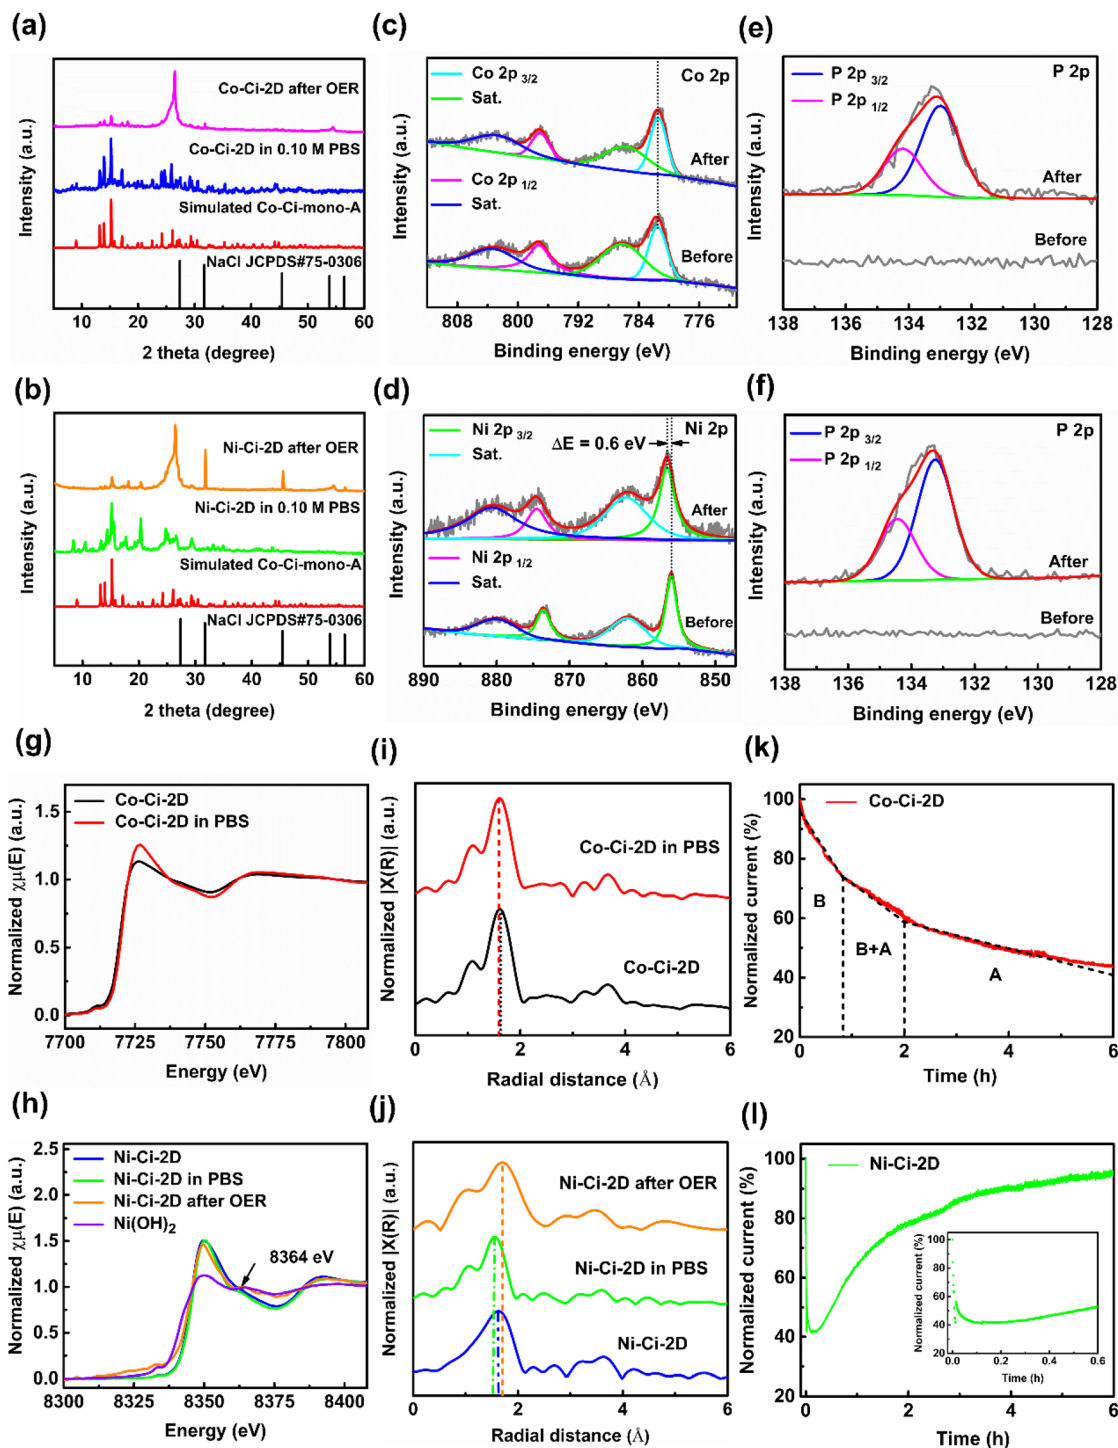 (a)
Intensity (a.u.)
Co-Ci-2D after OER
Co-Ci-2D in 0.10 M PBS
Simulated Co-Ci-mono-A
NaCl JCPDS#75-0306
10 20 30 40 50 60
2 theta (degree)
(c)
Intensity (a.u.)
Co 2p 3/2
Sat.
Co 2p
After
Co 2p 1/2
Sat.
Before
808 800 792 784 776
Binding energy (eV)
(e)
Intensity (a.u.)
P 2p 3/2
P 2p 1/2
P 2p
After
Before
138 136 134 132 130 128
Binding energy (eV)
(b)
Intensity (a.u.)
Ni-Ci-2D after OER
Ni-Ci-2D in 0.10 M PBS
Simulated Co-Ci-mono-A
NaCl JCPDS#75-0306
10 20 30 40 50 60
2 theta (degree)
(d)
Intensity (a.u.)
Ni 2p 3/2
Sat.
Ni 2p
ΔE = 0.6 eV
After
Ni 2p 1/2
Sat.
Before
890 880 870 860 850
Binding energy (eV)
(f)
Intensity (a.u.)
P 2p 3/2
P 2p 1/2
P 2p
After
Before
138 136 134 132 130 128
Binding energy (eV)
(g)
Normalized χμ(E) (a.u.)
1.5
1.0
0.5
0.0
Co-Ci-2D
Co-Ci-2D in PBS
7700 7725 7750 7775 7800
Energy (eV)
(i)
Normalized |X(R)| (a.u.)
Co-Ci-2D in PBS
Co-Ci-2D
0 2 4 6
Radial distance (Å)
(k)
Normalized current (%)
100
80
60
40
20
Co-Ci-2D
B
B+A
A
0 2 4 6
Time (h)
(h)
Normalized χμ(E) (a.u.)
2.5
2.0
1.5
1.0
0.5
0.0
Ni-Ci-2D
Ni-Ci-2D in PBS
Ni-Ci-2D after OER
Ni(OH)2
8364 eV
8300 8325 8350 8375 8400
Energy (eV)
(j)
Normalized |X(R)| (a.u.)
Ni-Ci-2D after OER
Ni-Ci-2D in PBS
Ni-Ci-2D
0 2 4 6
Radial distance (Å)
(l)
Normalized current (%)
100
80
60
40
20
Ni-Ci-2D
Normalized current (%)
100
80
60
40
20
0.0 0.2 0.4 0.6
Time (h)
0 2 4 6
Time (h)